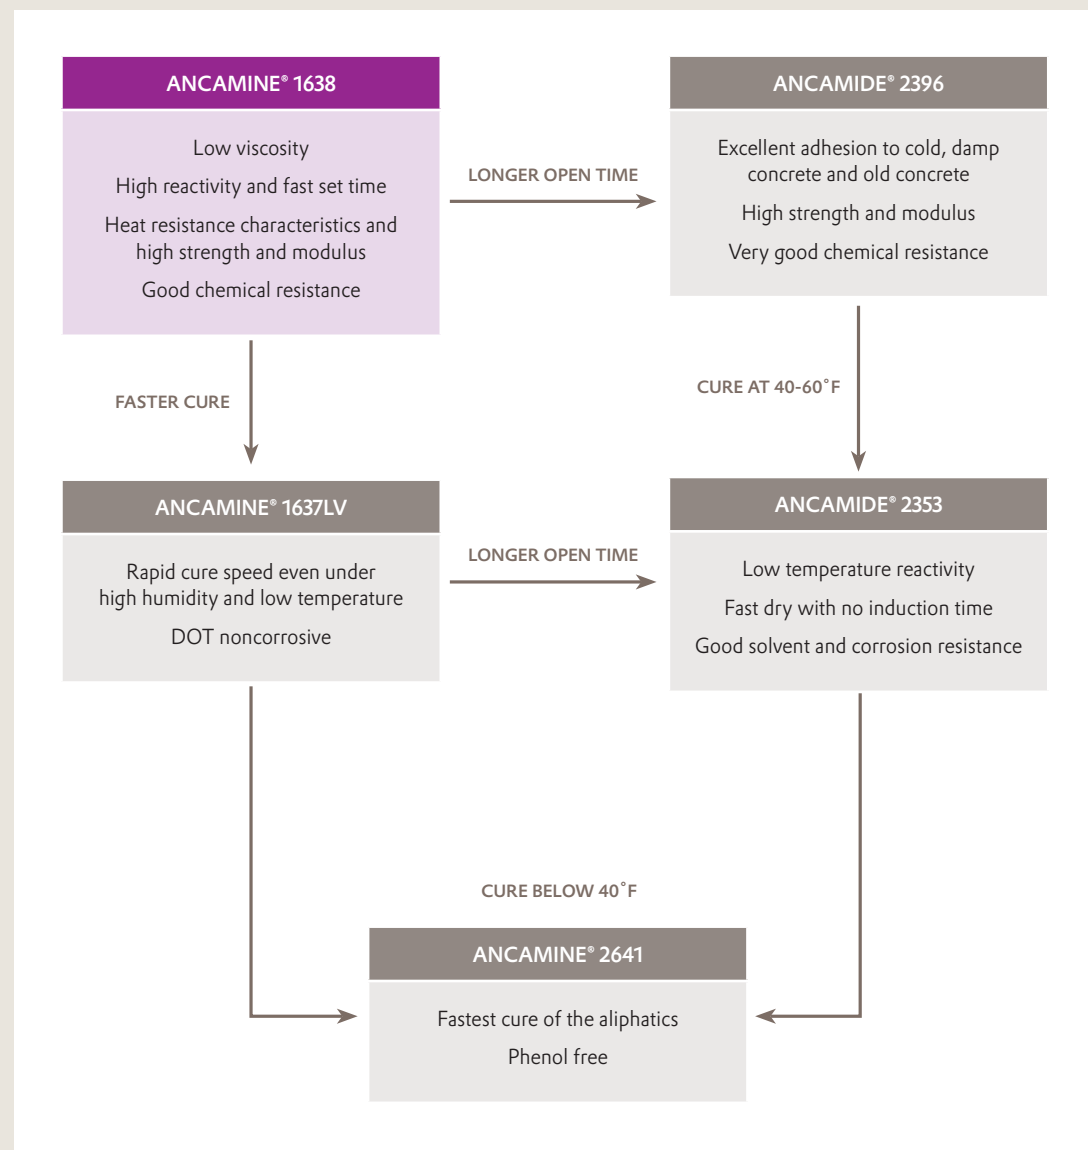 ANCAMINE® 1638
Low viscosity
High reactivity and fast set time
Heat resistance characteristics and
high strength and modulus
Good chemical resistance
LONGER OPEN TIME
ANCAMIDE® 2396
Excellent adhesion to cold, damp
concrete and old concrete
High strength and modulus
Very good chemical resistance
FASTER CURE
CURE AT 40-60˚F
ANCAMINE® 1637LV
Rapid cure speed even under
high humidity and low temperature
DOT noncorrosive
LONGER OPEN TIME
ANCAMIDE® 2353
Low temperature reactivity
Fast dry with no induction time
Good solvent and corrosion resistance
CURE BELOW 40˚F
ANCAMINE® 2641
Fastest cure of the aliphatics
Phenol free